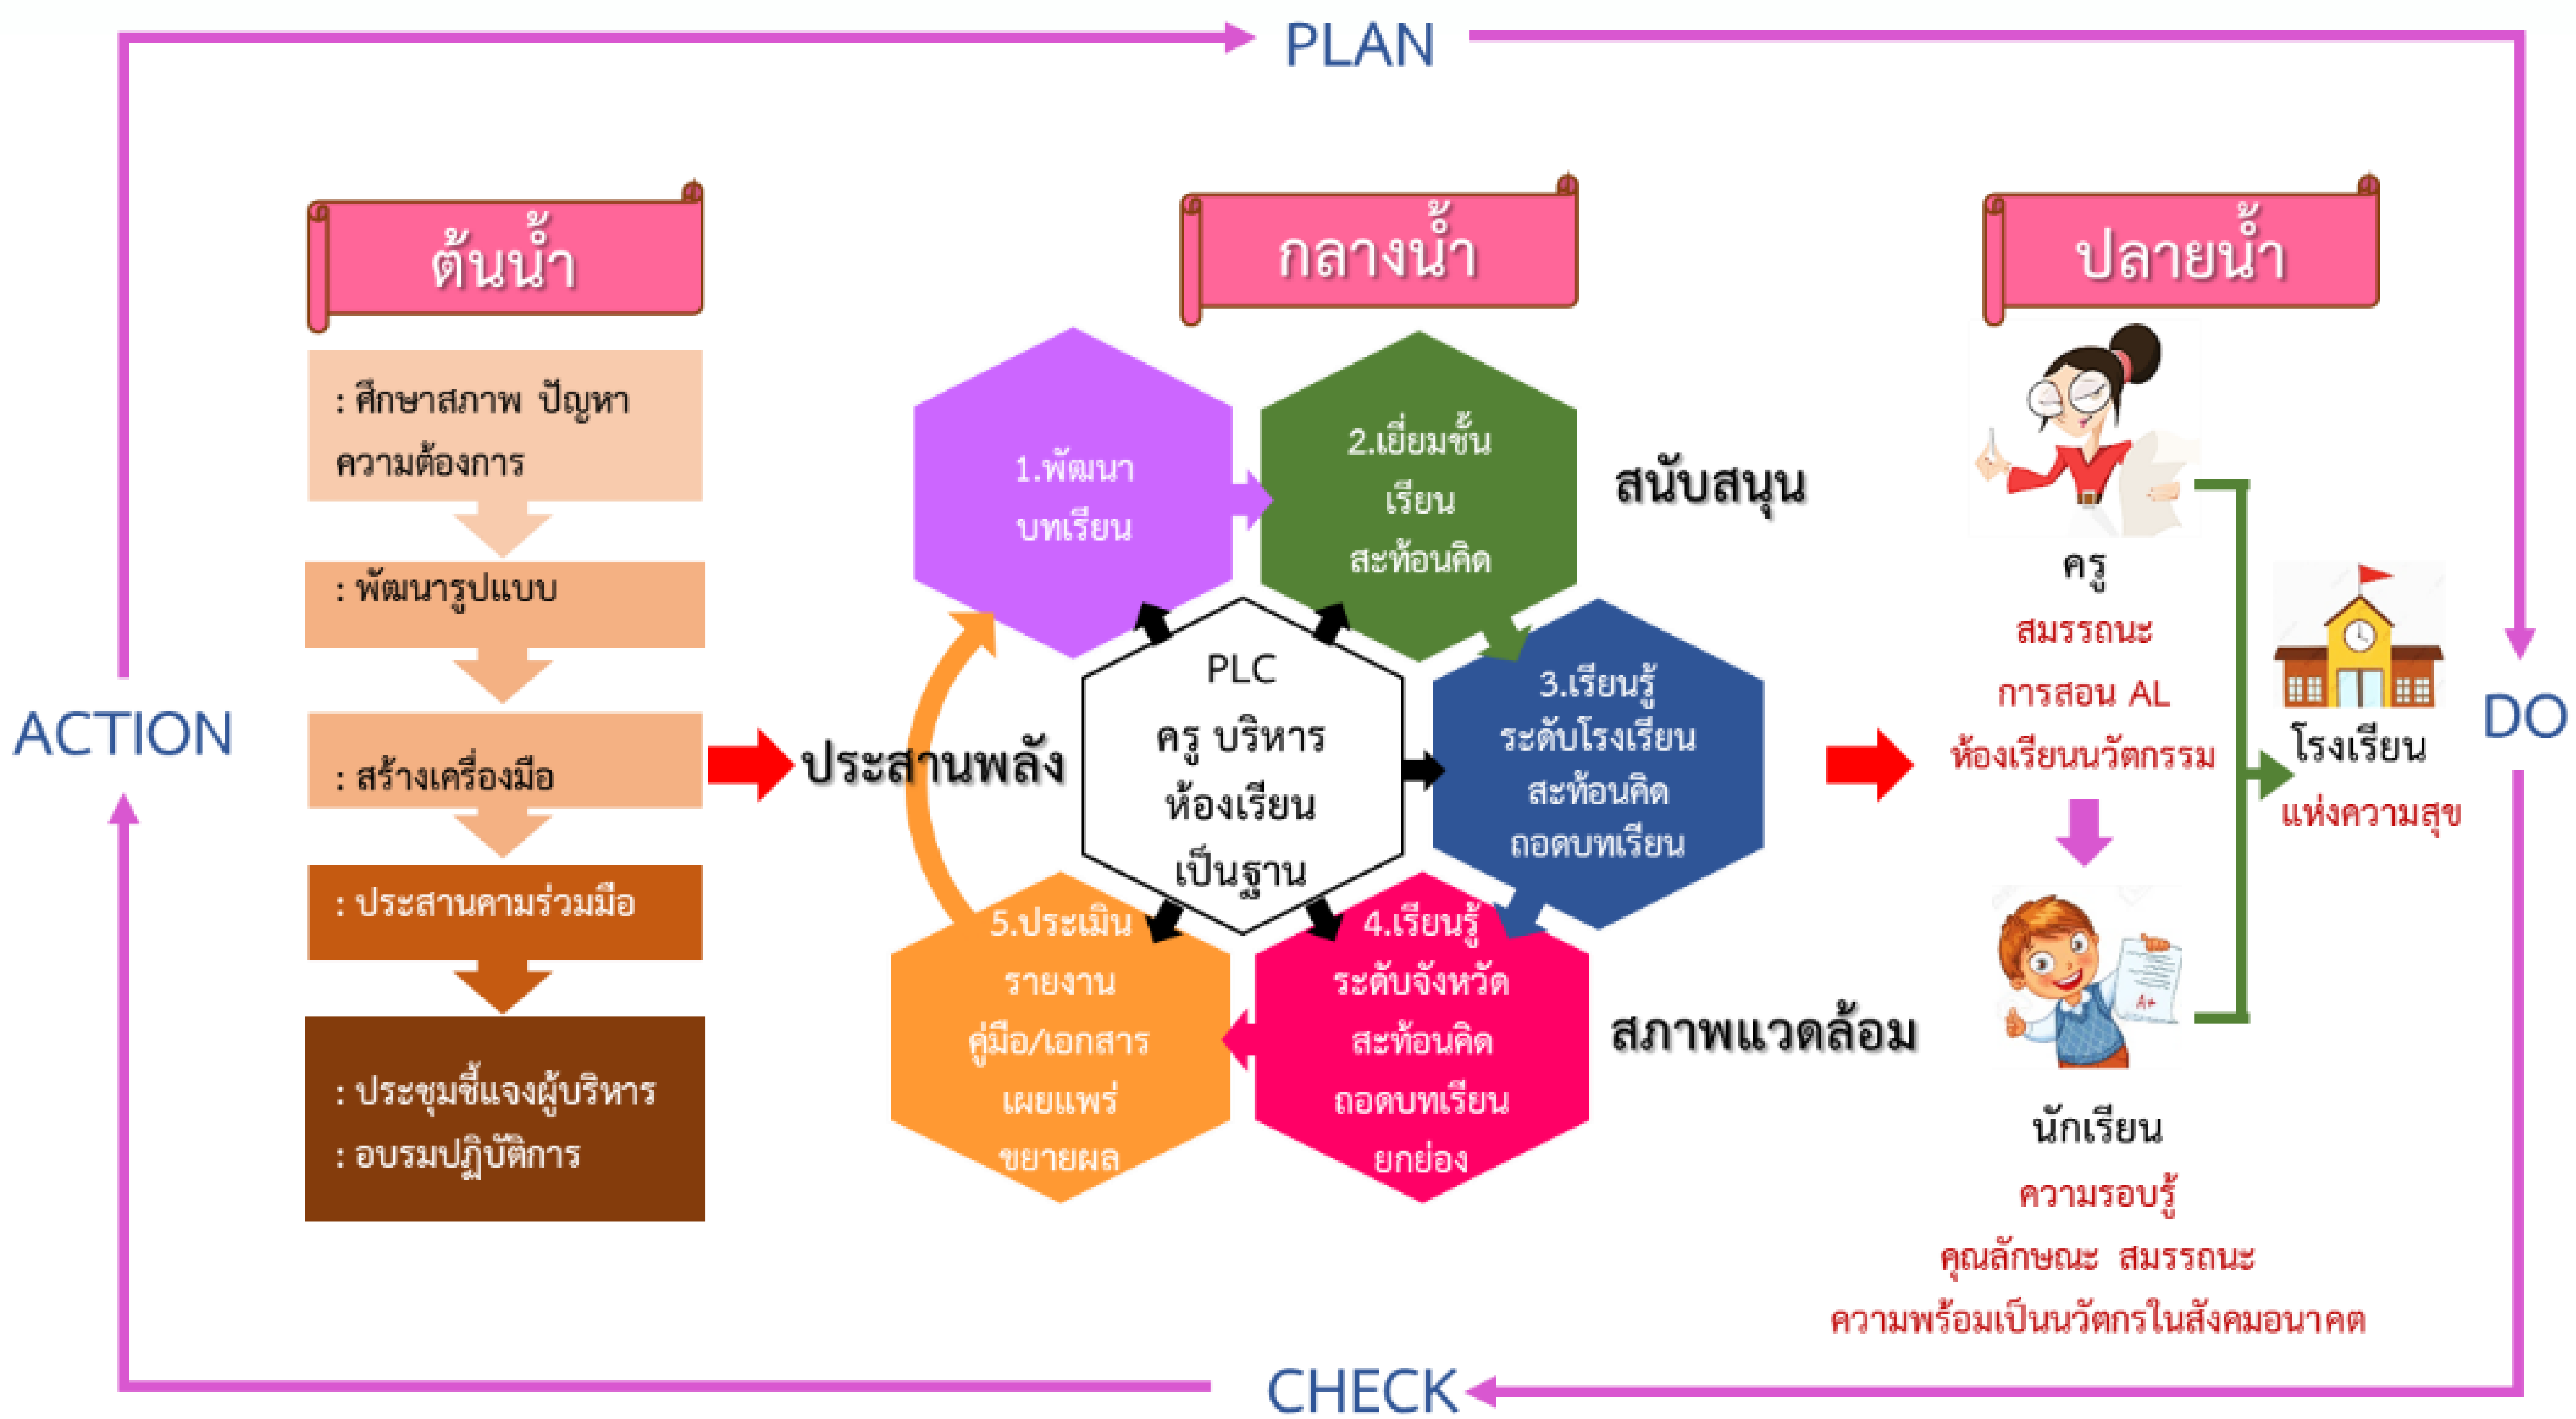 PLAN
ต้นน้ำ
: ศึกษาสภาพ ปัญหา
ความต้องการ
: พัฒนารูปแบบ
: สร้างเครื่องมือ
: ประสานคามร่วมมือ
: ประชุมชี้แจงผู้บริหาร
: อบรมปฏิบัติการ
กลางน้ำ
1.พัฒนา
บทเรียน
2.เยี่ยมชั้น
เรียน
สะท้อนคิด
สนับสนุน
ประสานพลัง
PLC
ครู บริหาร
ห้องเรียน
เป็นฐาน
3.เรียนรู้
ระดับโรงเรียน
สะท้อนคิด
ถอดบทเรียน
4.เรียนรู้
ระดับจังหวัด
สะท้อนคิด
ถอดบทเรียน
ยกย่อง
5.ประเมิน
รายงาน
คู่มือ/เอกสาร
เผยแพร่
ขยายผล
สภาพแวดล้อม
ปลายน้ำ
ครู
สมรรถนะ
การสอน AL
ห้องเรียนนวัตกรรม
A+
นักเรียน
ความรอบรู้
คุณลักษณะ สมรรถนะ
ความพร้อมเป็นนวัตกรในสังคมอนาคต
โรงเรียน
แห่งความสุข
DO
CHECK
ACTION